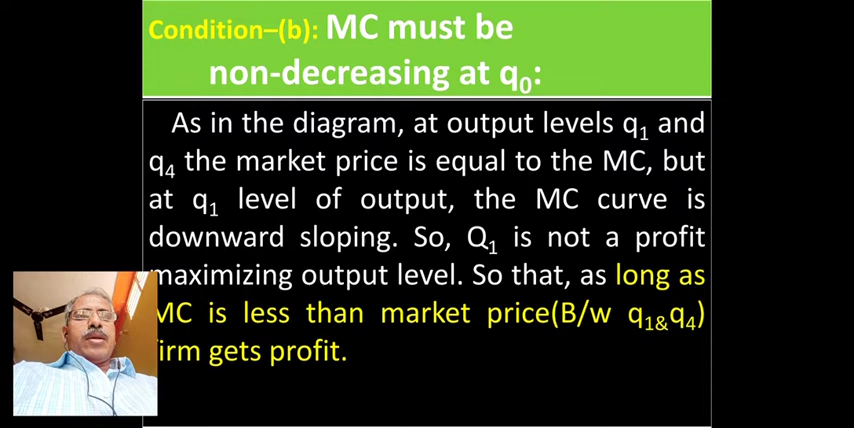 Condition–(b): MC must be
non-decreasing at q0:
As in the diagram, at output levels q1 and
q4 the market price is equal to the MC, but
at q1 level of output, the MC curve is
downward sloping. So, Q1 is not a profit
maximizing output level. So that, as long as
MC is less than market price(B/w q1&q4)
firm gets profit.